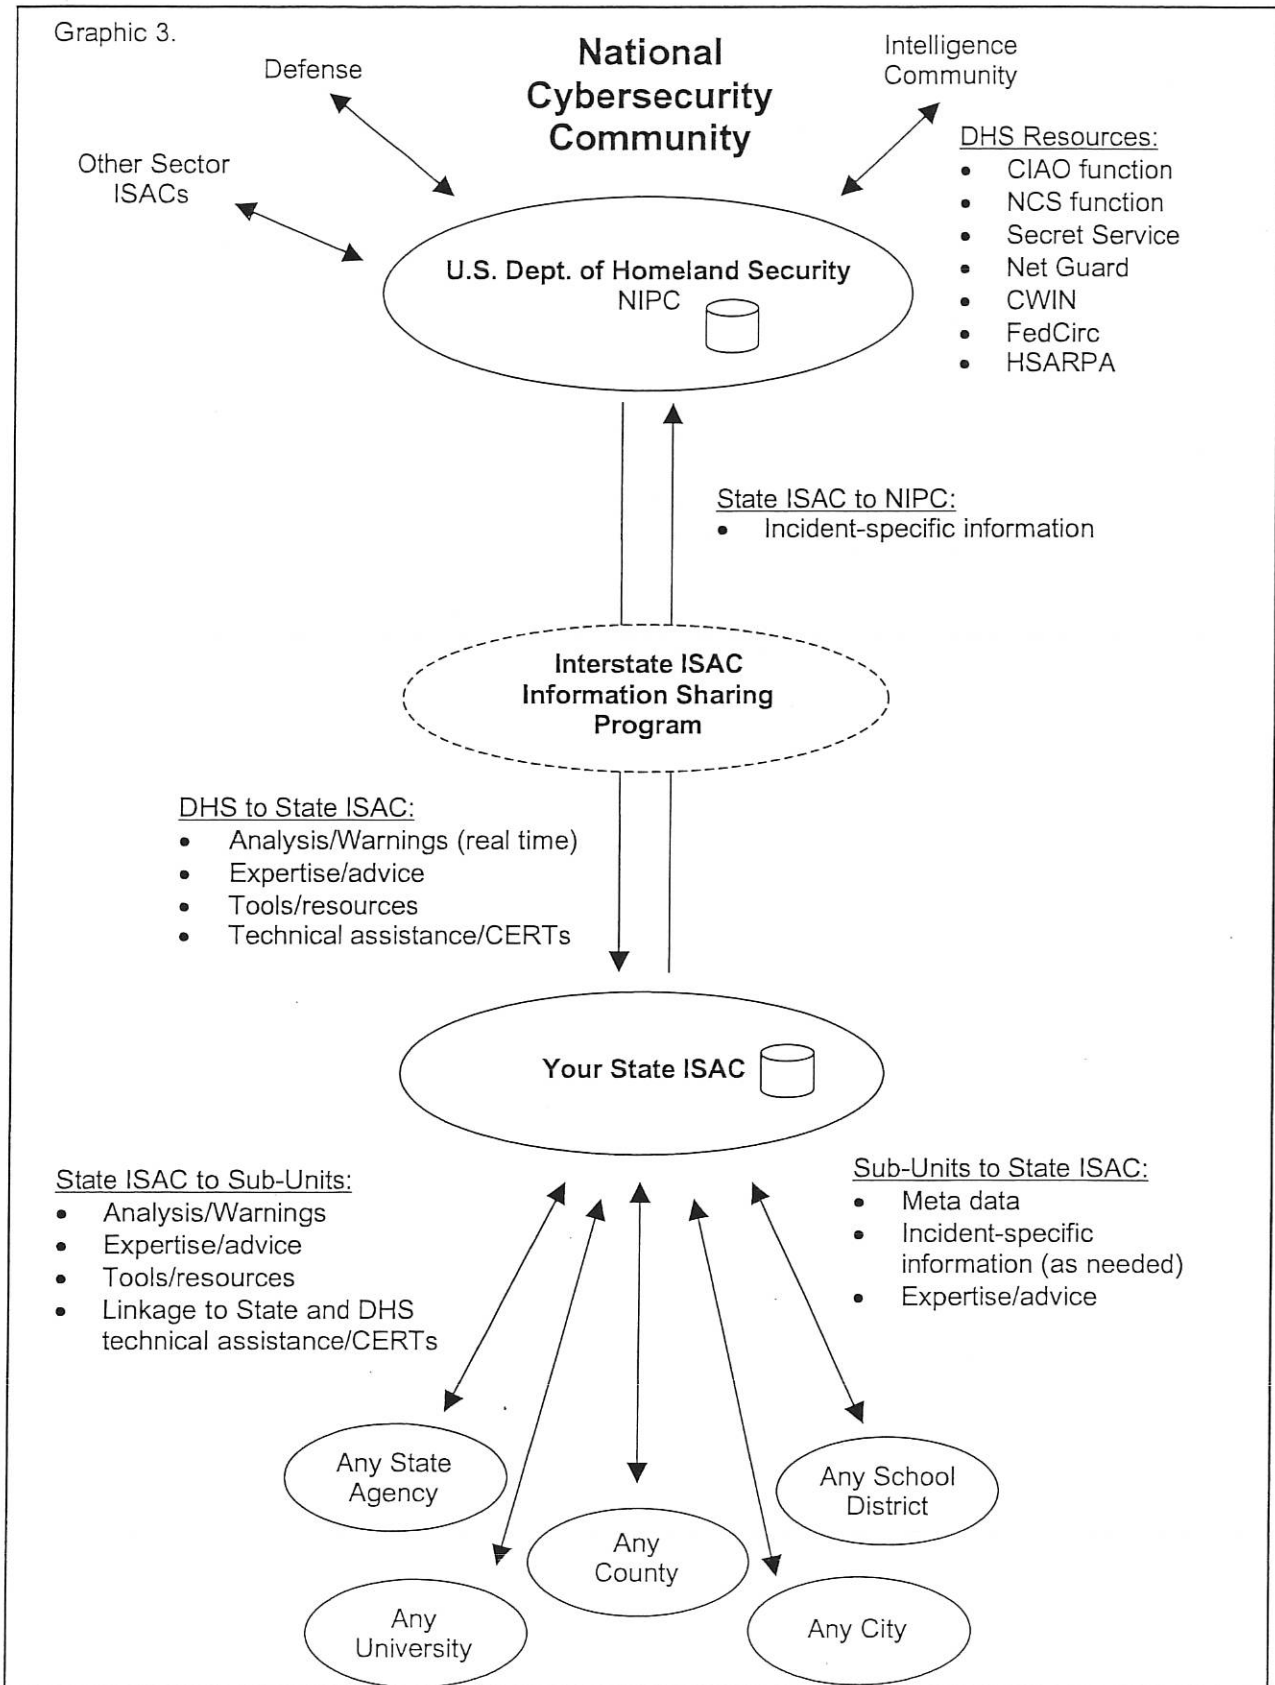 Graphic 3.
National
Cybersecurity
Community
Defense
Intelligence
Community
Other Sector
ISACs
DHS Resources:
• CIAO function
• NCS function
• Secret Service
• Net Guard
• CWIN
• FedCirc
• HSARPA
U.S. Dept. of Homeland Security
NIPC
State ISAC to NIPC:
• Incident-specific information
Interstate ISAC
Information Sharing
Program
DHS to State ISAC:
• Analysis/Warnings (real time)
• Expertise/advice
• Tools/resources
• Technical assistance/CERTs
Your State ISAC
State ISAC to Sub-Units:
• Analysis/Warnings
• Expertise/advice
• Tools/resources
• Linkage to State and DHS
technical assistance/CERTs
Sub-Units to State ISAC:
• Meta data
• Incident-specific
information (as needed)
• Expertise/advice
Any State
Agency
Any School
District
Any
County
Any
University
Any City